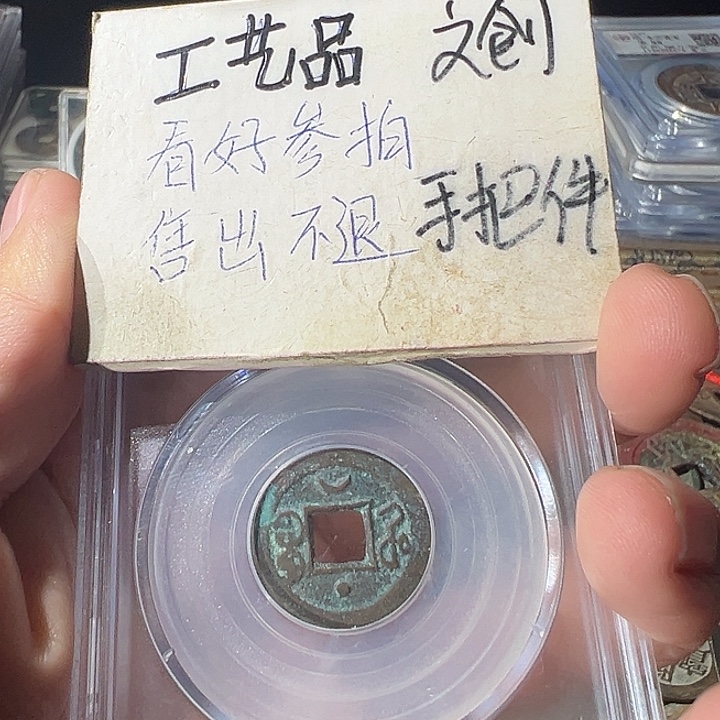 工艺品 文创
看好参拍
售出不退 手把件